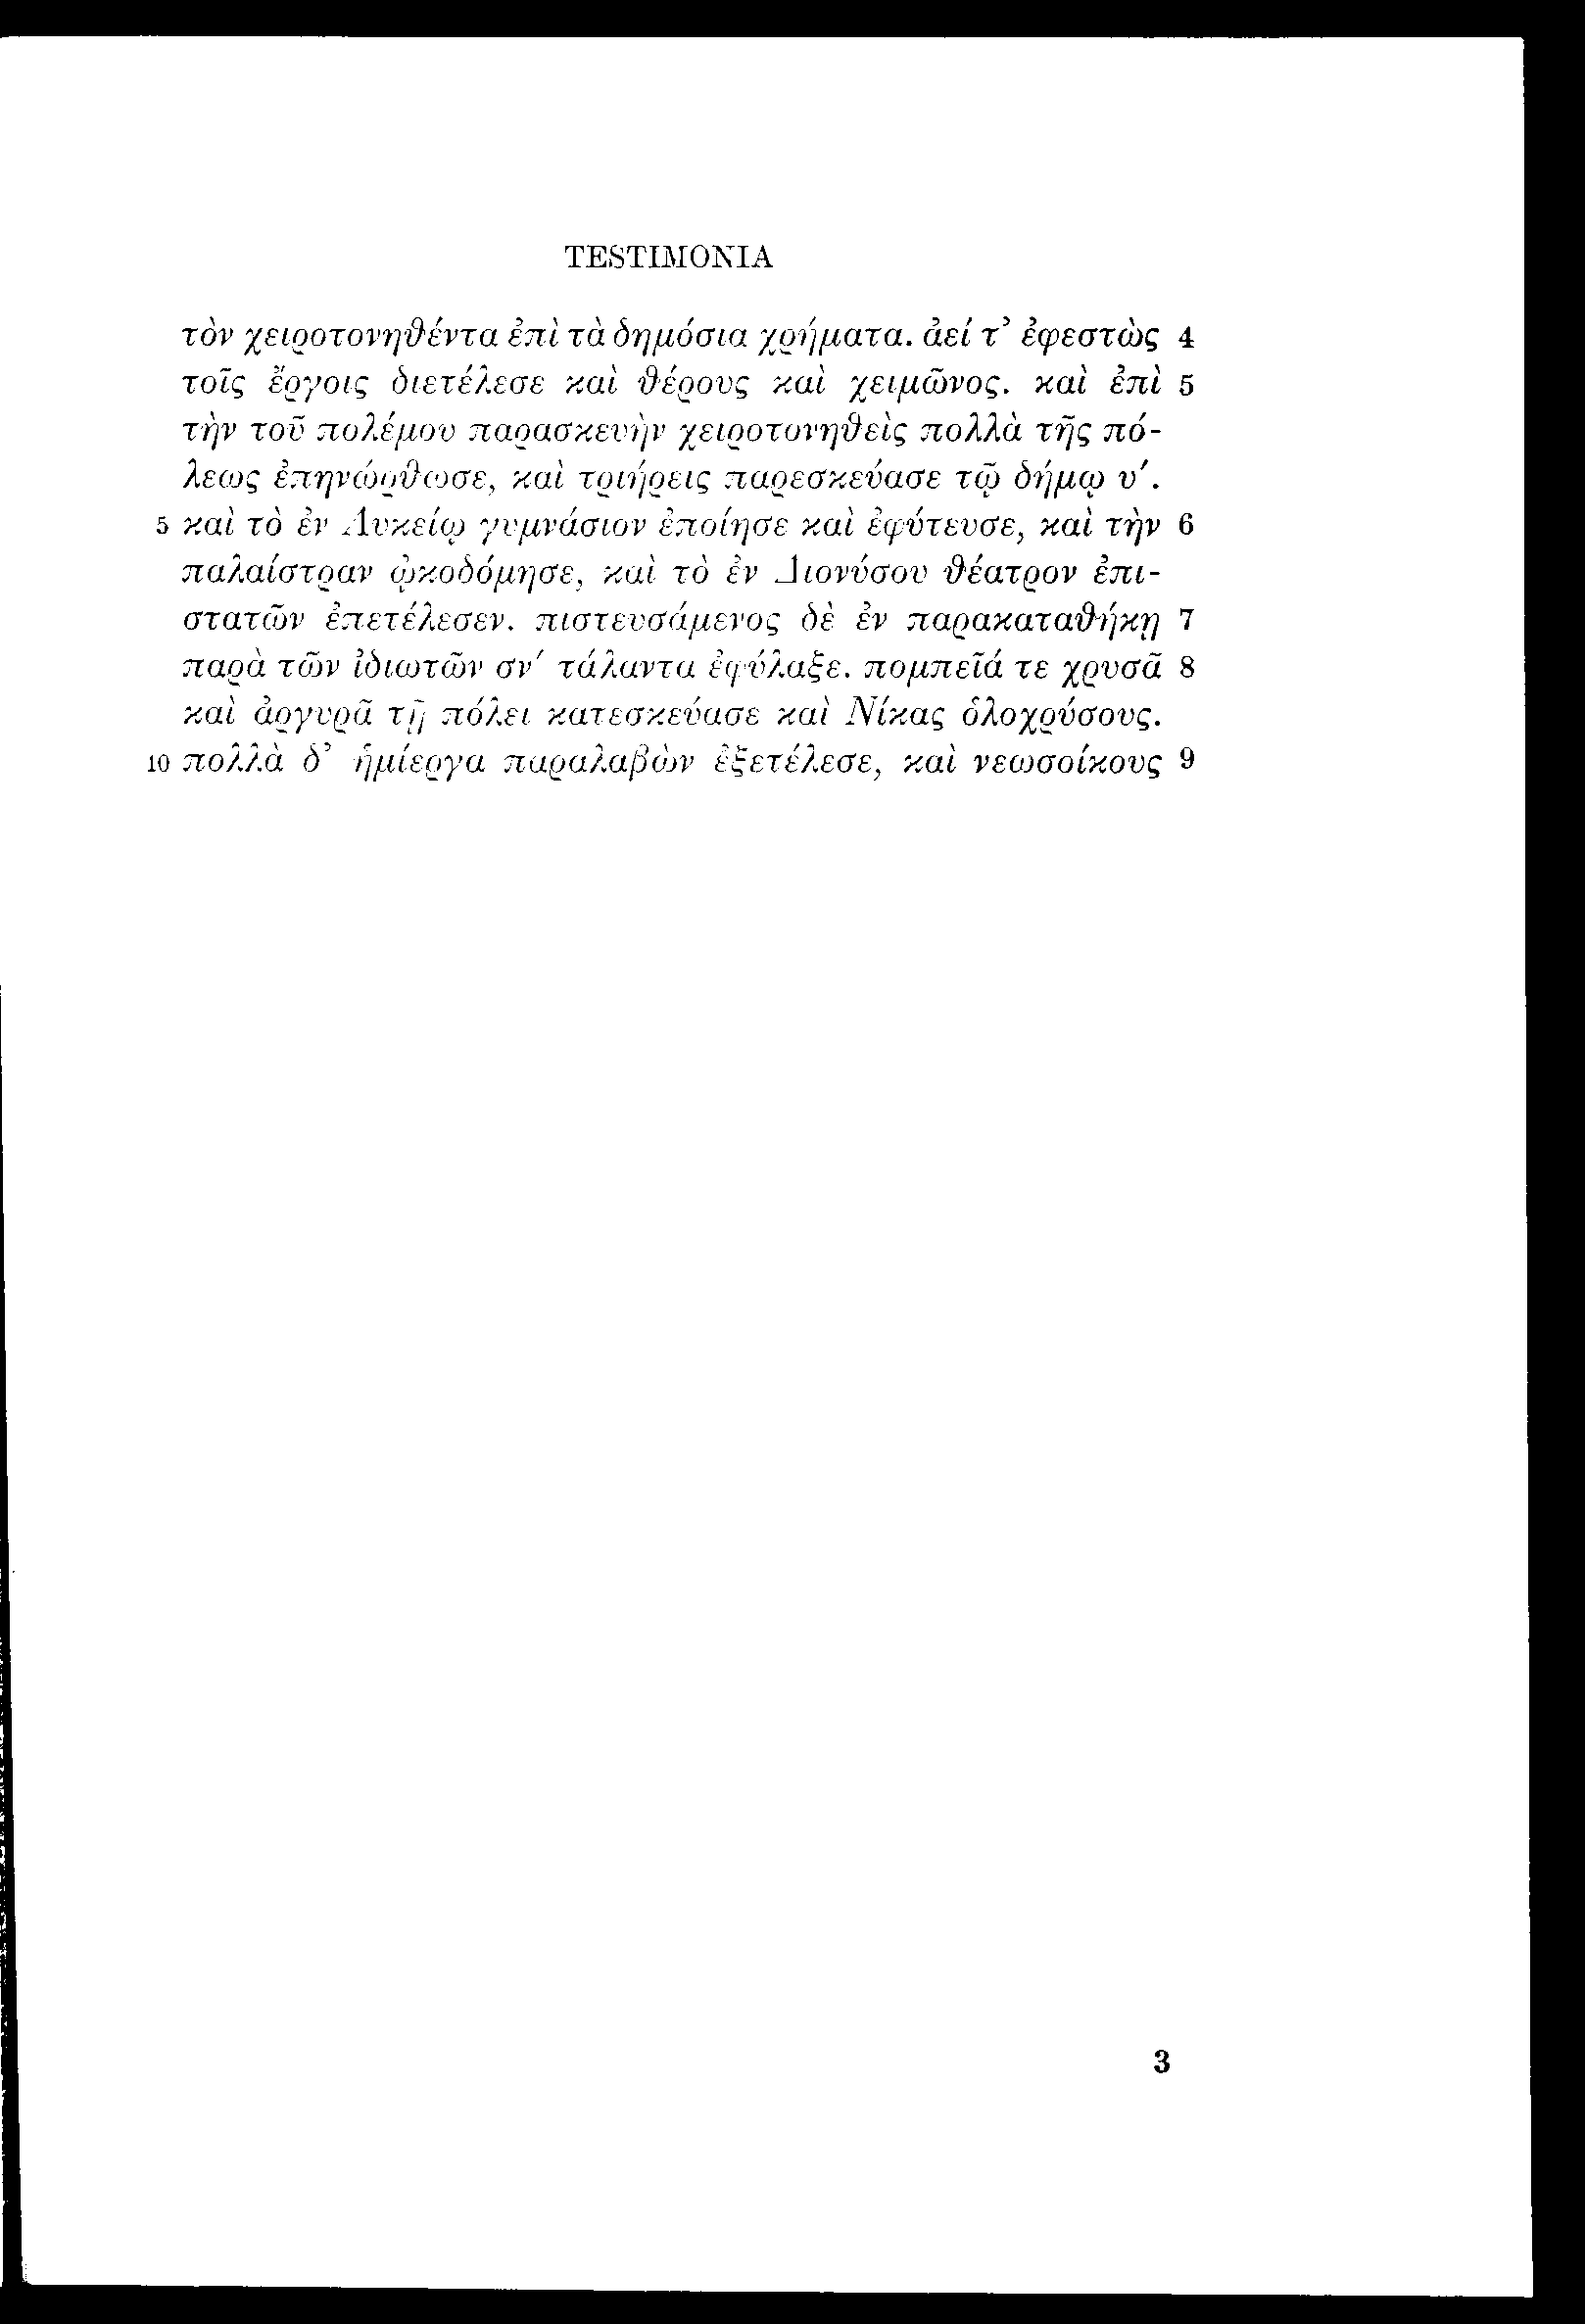 TESTIMONIA
τὸν χειροτονηθέντα ἐπὶ τὰ δημόσια χρήματα. ἀεί τ’ ἐφεστὼς 4
τοῖς ἔργοις διετέλεσε καὶ θέρους καὶ χειμῶνος. καὶ ἐπὶ 5
τὴν τοῦ πολέμου παρασκευὴν χειροτονηθεὶς πολλὰ τῆς πό-
λεως ἐπηνώρθωσε, καὶ τριήρεις παρεσκεύασε τῷ δήμῳ υ′.
5 καὶ τὸ ἐν Λυκείῳ γυμνάσιον ἐποίησε καὶ ἐφύτευσε, καὶ τὴν 6
παλαίστραν ᾠκοδόμησε, καὶ τὸ ἐν Διονύσου θέατρον ἐπι-
στατῶν ἐπετέλεσεν. πιστευσάμενος δὲ ἐν παρακαταθήκῃ 7
παρὰ τῶν ἰδιωτῶν σν′ τάλαντα ἐφύλαξε. πομπεῖά τε χρυσᾶ 8
καὶ ἀργυρᾶ τῇ πόλει κατεσκεύασε καὶ Νίκας ὁλοχρύσους.
10 πολλὰ δ’ ἡμίεργα παραλαβὼν ἐξετέλεσε, καὶ νεωσοίκους 9
3